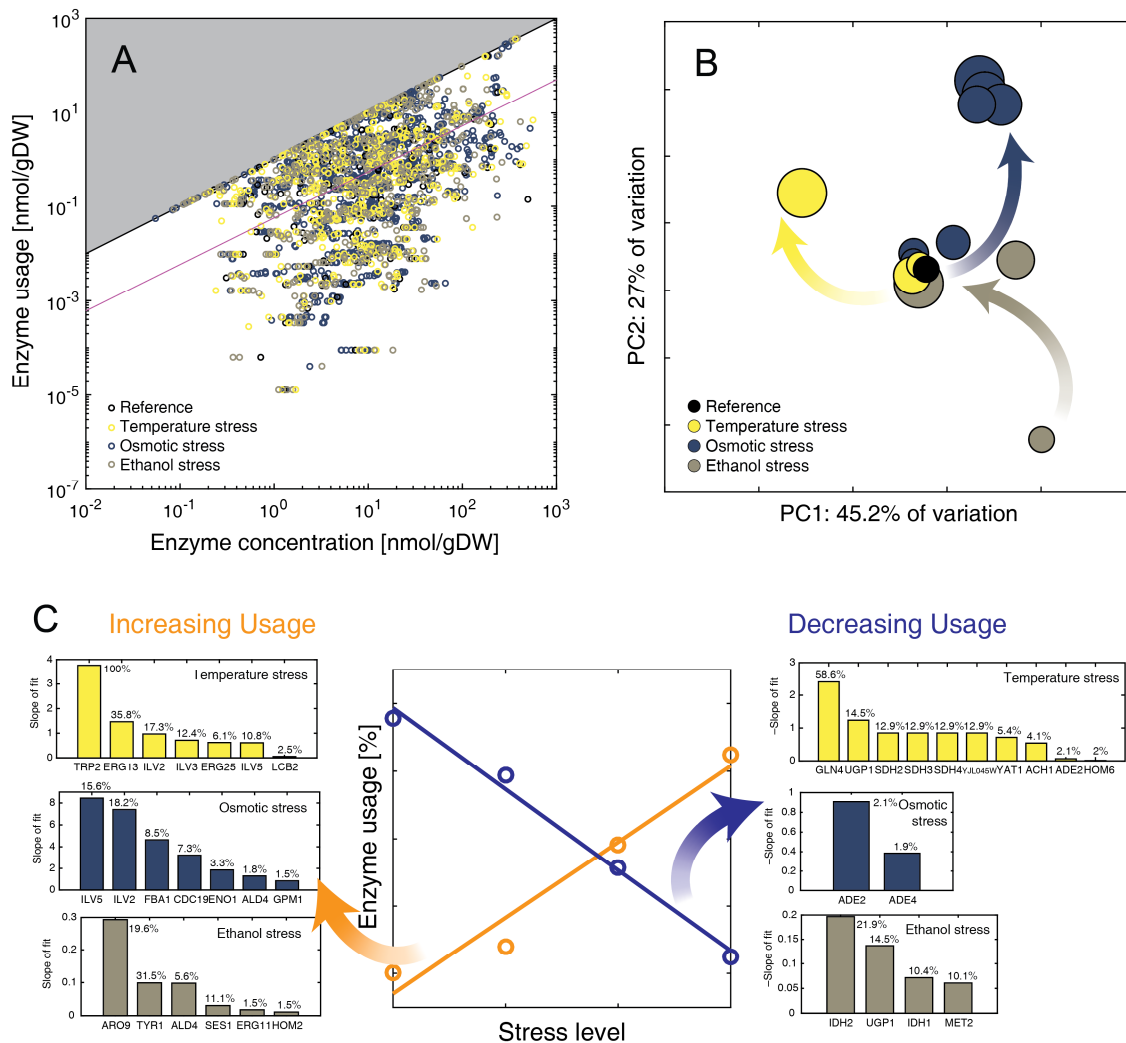 A
Enzyme usage [nmol/gDW]
10^3
10^1
10^-1
10^-3
10^-5
10^-7
Reference
Temperature stress
Osmotic stress
Ethanol stress
10^-2
10^-1
10^0
10^1
10^2
10^3
Enzyme concentration [nmol/gDW]
B
PC2: 27% of variation
Reference
Temperature stress
Osmotic stress
Ethanol stress
PC1: 45.2% of variation
C
Increasing Usage
Slope of fit
4
3
2
1
0
Temperature stress
100%
35.8%
17.3%
12.4%
6.1%
10.8%
2.5%
TRP2 ERG13 ILV2 ILV3 ERG25 ILV5 LCB2
Slope of fit
8
6
4
2
0
Osmotic stress
15.6%
18.2%
8.5%
7.3%
3.3%
1.8%
1.5%
ILV5 ILV2 FBA1 CDC19 ENO1 ALD4 GPM1
Slope of fit
0.3
0.2
0.1
0
Ethanol stress
19.6%
31.5%
5.6%
11.1%
1.5%
1.5%
ARO9 TYR1 ALD4 SES1 ERG11 HOM2
Enzyme usage [%]
Stress level
Decreasing Usage
−Slope of fit
3
2
1
0
Temperature stress
58.6%
14.5%
12.9%
12.9%
12.9%
12.9%
5.4%
4.1%
2.1%
2%
GLN4 UGP1 SDH2 SDH3 SDH4 YJL045W YAT1 ACH1 ADE2 HOM6
−Slope of fit
1
0.8
0.6
0.4
0.2
0
Osmotic
stress
2.1%
1.9%
ADE2 ADE4
−Slope of fit
0.2
0.15
0.1
0.05
0
Ethanol stress
21.9%
14.5%
10.4%
10.1%
IDH2 UGP1 IDH1 MET2